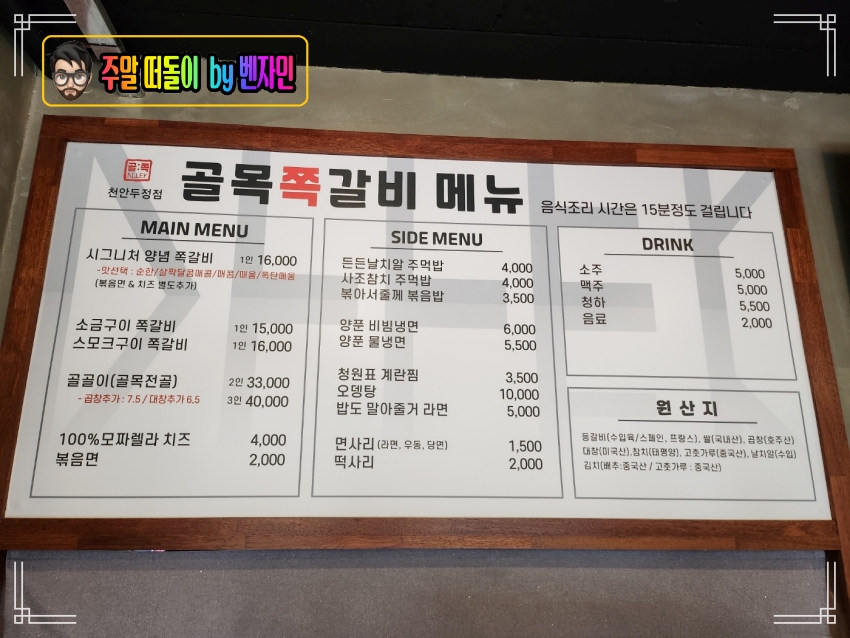 주말 떠돌이 by 벤자민
골:쪽
ALLEY
천안두정점
골목쪽갈비 메뉴
음식조리 시간은 15분정도 걸립니다
MAIN MENU
시그니처 양념 쪽갈비 1인 16,000
-맛선택 : 순한/살짝달콤매콤/매콤/매움/폭탄매움
(볶음면 & 치즈 별도추가)
소금구이 쪽갈비 1인 15,000
스모크구이 쪽갈비 1인 16,000
골골이(골목전골) 2인 33,000
- 곱창추가 : 7.5 / 대창추가 6.5 3인 40,000
100%모짜렐라 치즈 4,000
볶음면 2,000
SIDE MENU
든든날치알 주먹밥 4,000
사조참치 주먹밥 4,000
볶아서줄께 볶음밥 3,500
양푼 비빔냉면 6,000
양푼 물냉면 5,500
청원표 계란찜 3,500
오뎅탕 10,000
밥도 말아줄거 라면 5,000
면사리 (라면, 우동, 당면) 1,500
떡사리 2,000
DRINK
소주 5,000
맥주 5,000
청하 5,500
음료 2,000
원 산 지
등갈비(수입육/스페인, 프랑스), 쌀(국내산), 곱창(호주산)
대창(미국산),참치(태평양), 고춧가루(중국산), 날치알(수입)
김치(배추:중국산 / 고춧가루 : 중국산)